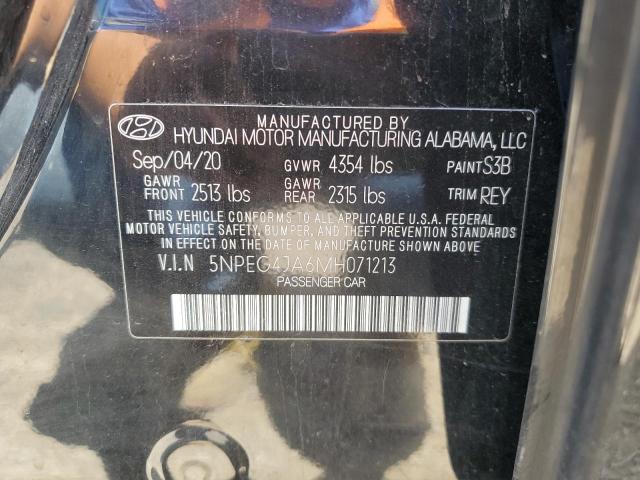 MANUFACTURED BY
HYUNDAI MOTOR MANUFACTURING ALABAMA, LLC
Sep/04/20 GVWR 4354 lbs PAINT S3B
GAWR FRONT 2513 lbs GAWR REAR 2315 lbs TRIM REY
THIS VEHICLE CONFORMS TO ALL APPLICABLE U.S.A. FEDERAL
MOTOR VEHICLE SAFETY, BUMPER, AND THEFT PREVENTION
STANDARDS IN EFFECT ON THE DATE OF MANUFACTURE SHOWN ABOVE.
V.I.N 5NPEG4JA6MH071213
PASSENGER CAR